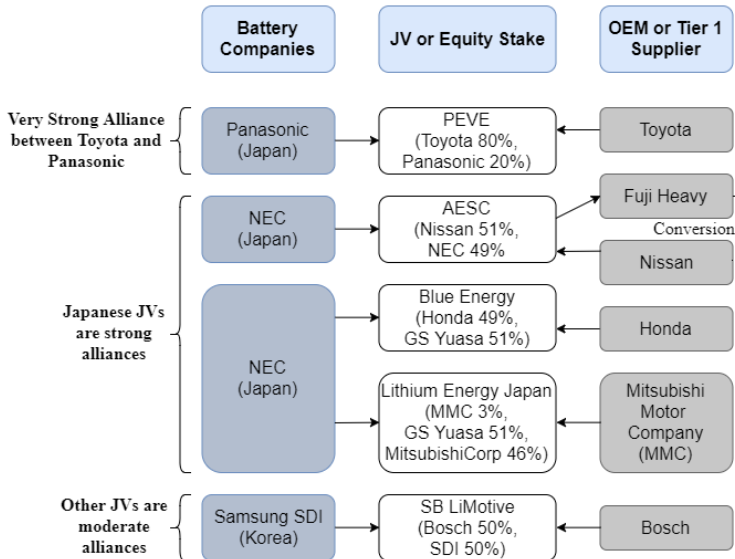 Battery
Companies
JV or Equity Stake
OEM or Tier 1
Supplier
Very Strong Alliance
between Toyota and
Panasonic
Panasonic
(Japan)
PEVE
(Toyota 80%,
Panasonic 20%)
Toyota
Japanese JVs
are strong
alliances
NEC
(Japan)
AESC
(Nissan 51%,
NEC 49%
Fuji Heavy
Conversion
Nissan
NEC
(Japan)
Blue Energy
(Honda 49%,
GS Yuasa 51%)
Honda
Lithium Energy Japan
(MMC 3%,
GS Yuasa 51%,
MitsubishiCorp 46%)
Mitsubishi
Motor
Company
(MMC)
Other JVs are
moderate
alliances
Samsung SDI
(Korea)
SB LiMotive
(Bosch 50%,
SDI 50%)
Bosch